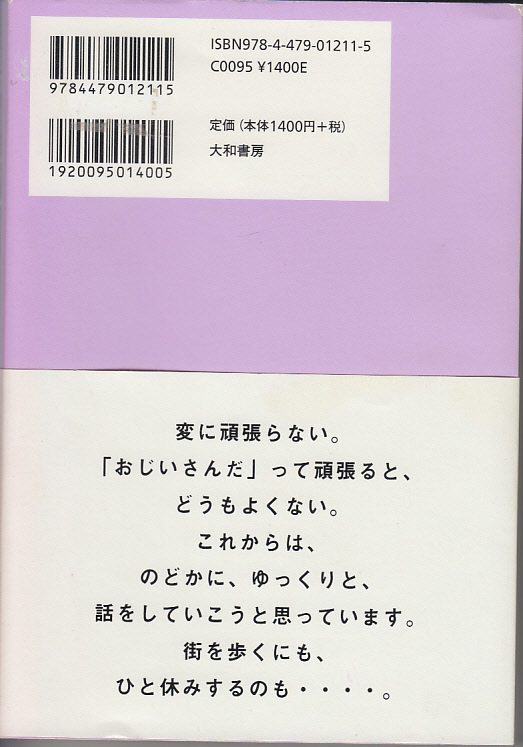 ISBN978-4-479-01211-5
C0095 ¥1400E
9784479012115
定価（本体1400円＋税）
大和書房
1920095014005
変に頑張らない。
「おじいさんだ」って頑張ると、
どうもよくない。
これからは、
のどかに、ゆっくりと、
話をしていこうと思っています。
街を歩くにも、
ひと休みするのも・・・・。